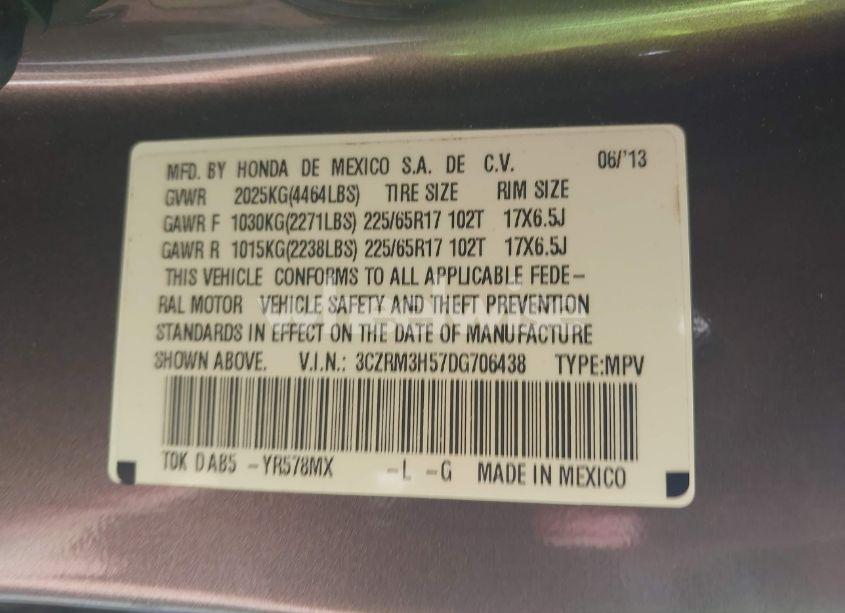 MFD. BY HONDA DE MEXICO S.A. DE C.V. 06/'13
GVWR 2025KG(4464LBS) TIRE SIZE RIM SIZE
GAWR F 1030KG(2271LBS) 225/65R17 102T 17X6.5J
GAWR R 1015KG(2238LBS) 225/65R17 102T 17X6.5J
THIS VEHICLE CONFORMS TO ALL APPLICABLE FEDE-
RAL MOTOR VEHICLE SAFETY AND THEFT PREVENTION
STANDARDS IN EFFECT ON THE DATE OF MANUFACTURE
SHOWN ABOVE. V.I.N.: 3CZRM3H57DG706438 TYPE:MPV
TDK DAB5 -YR578MX -L -G MADE IN MEXICO